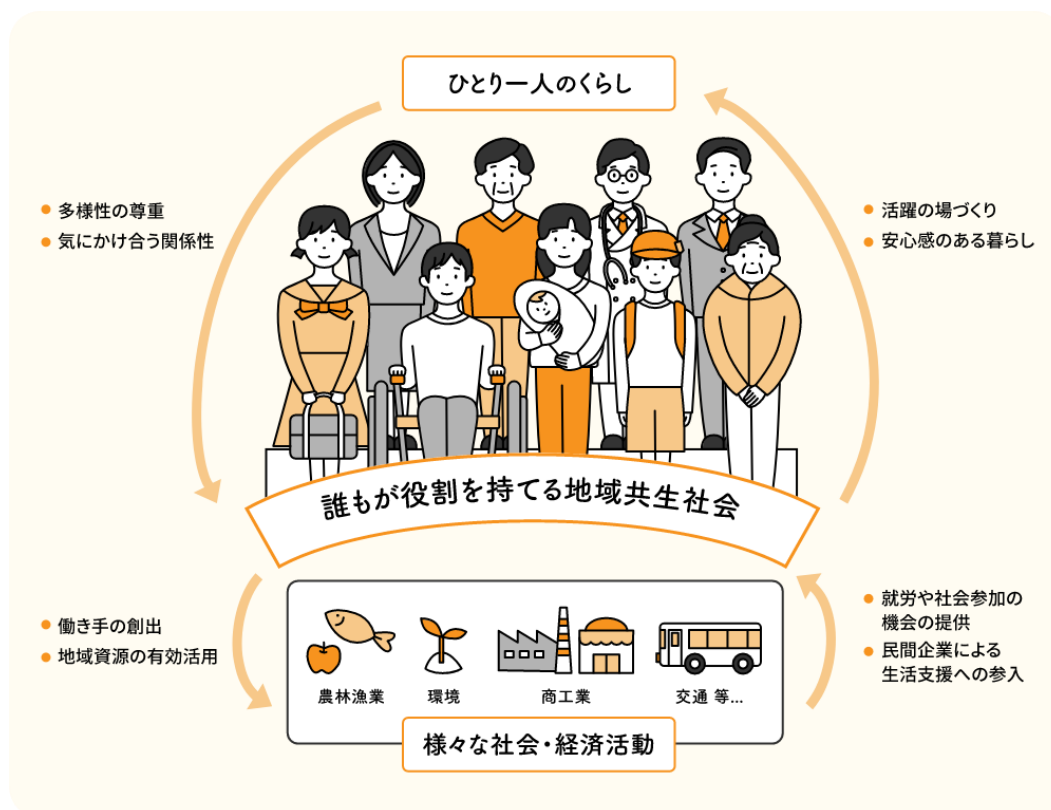 ひとり一人のくらし
多様性の尊重
気にかけ合う関係性
活躍の場づくり
安心感のある暮らし
誰もが役割を持てる地域共生社会
働き手の創出
地域資源の有効活用
就労や社会参加の
機会の提供
民間企業による
生活支援への参入
農林漁業
環境
商工業
交通 等...
様々な社会・経済活動